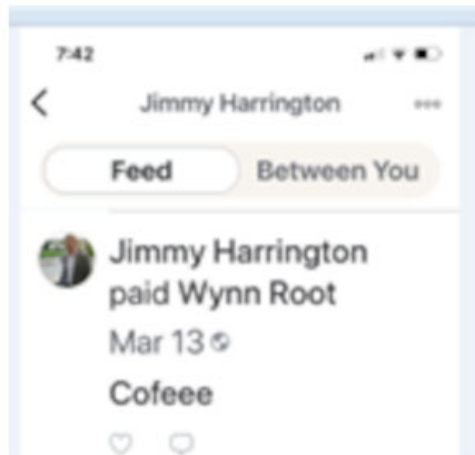 7:42
Jimmy Harrington
Feed Between You
Jimmy Harrington
paid Wynn Root
Mar 13
Cofeee